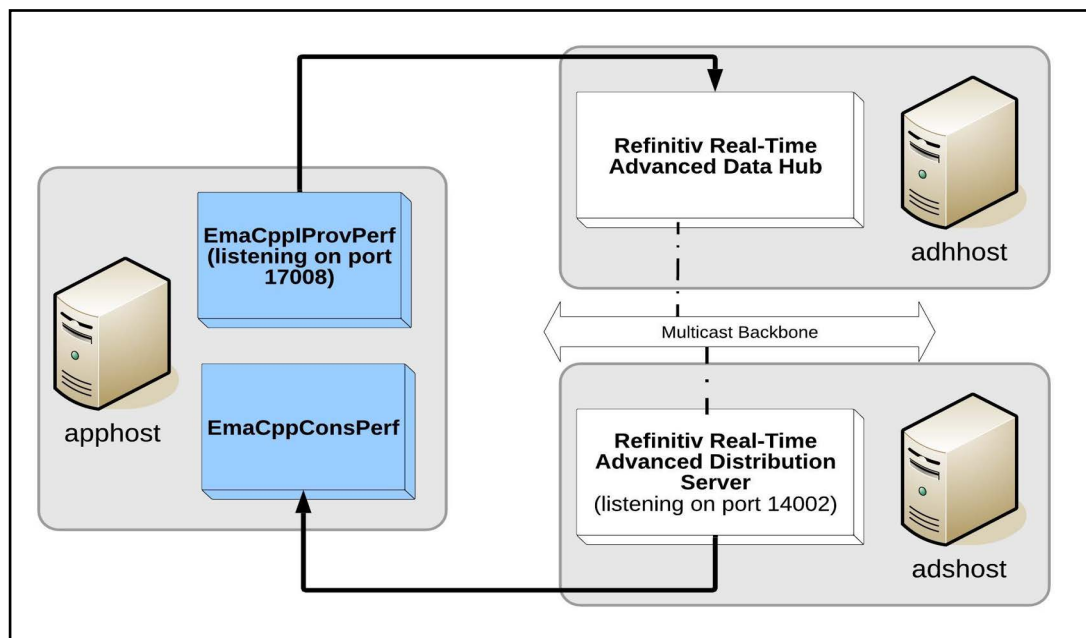 Refinitiv Real-Time
Advanced Data Hub
adhhost
EmaCppIProvPerf
(listening on port
17008)
Multicast Backbone
EmaCppConsPerf
apphost
Refinitiv Real-Time
Advanced Distribution
Server
(listening on port 14002)
adshost